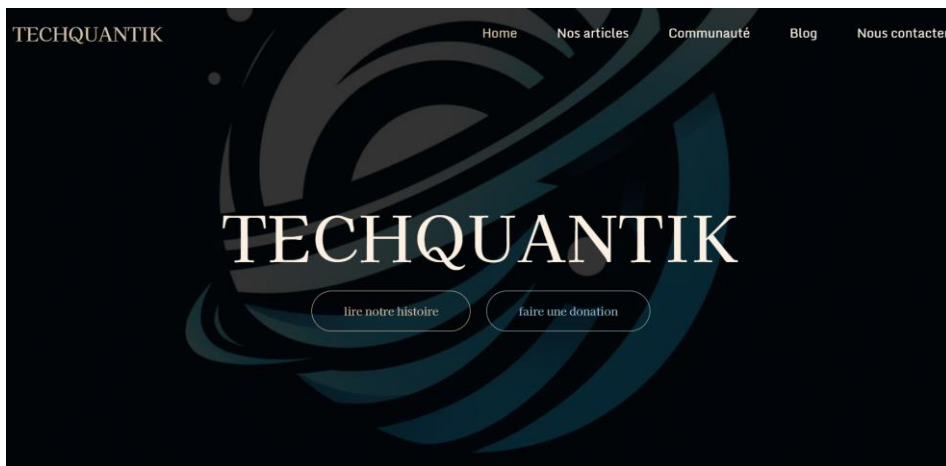 TECHQUANTIK
Home Nos articles Communauté Blog Nous contacter
TECHQUANTIK
lire notre histoire
faire une donation